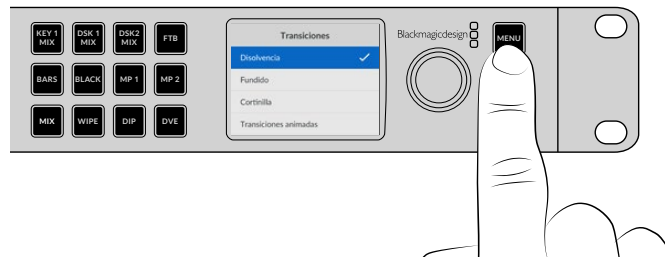 KEY 1
MIX
DSK 1
MIX
DSK2
MIX
FTB
BARS
BLACK
MP 1
MP 2
MIX
WIPE
DIP
DVE
Transiciones
Disolvencia
Fundido
Cortinilla
Transiciones animadas
Blackmagicdesign
MENU